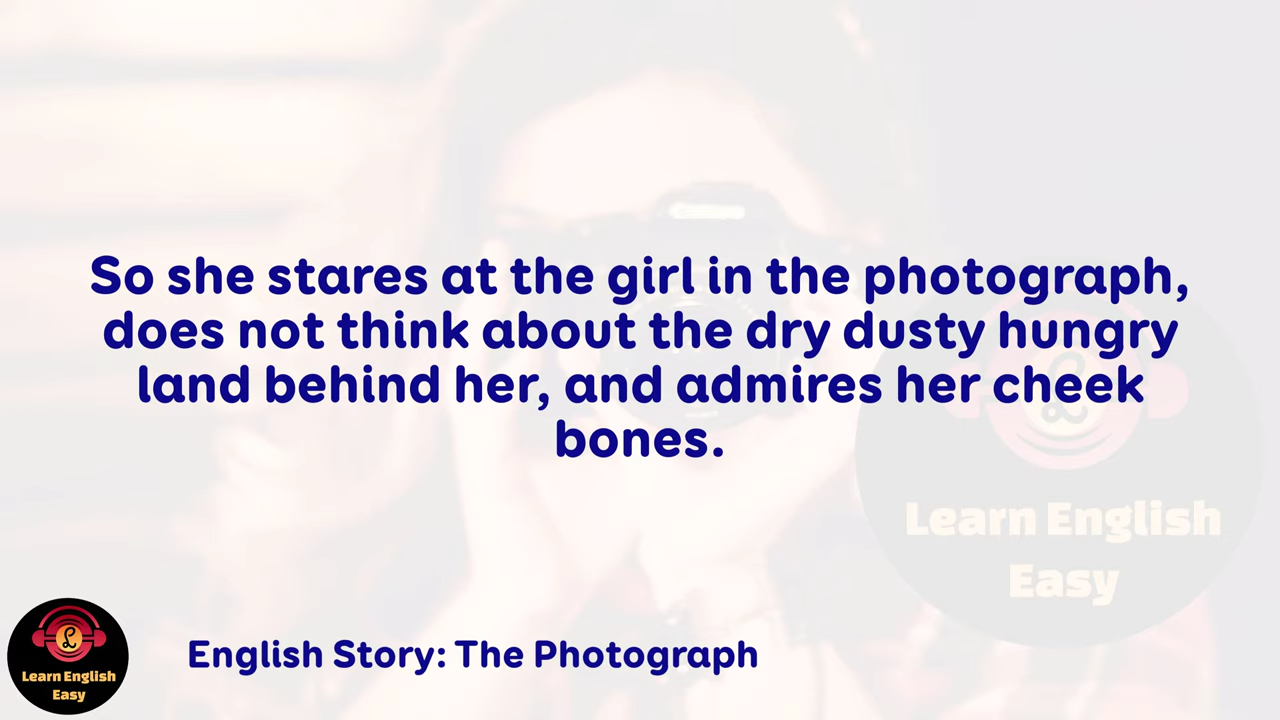 So she stares at the girl in the photograph,
does not think about the dry dusty hungry
land behind her, and admires her cheek
bones.
Learn English
Easy
Learn English
Easy
English Story: The Photograph